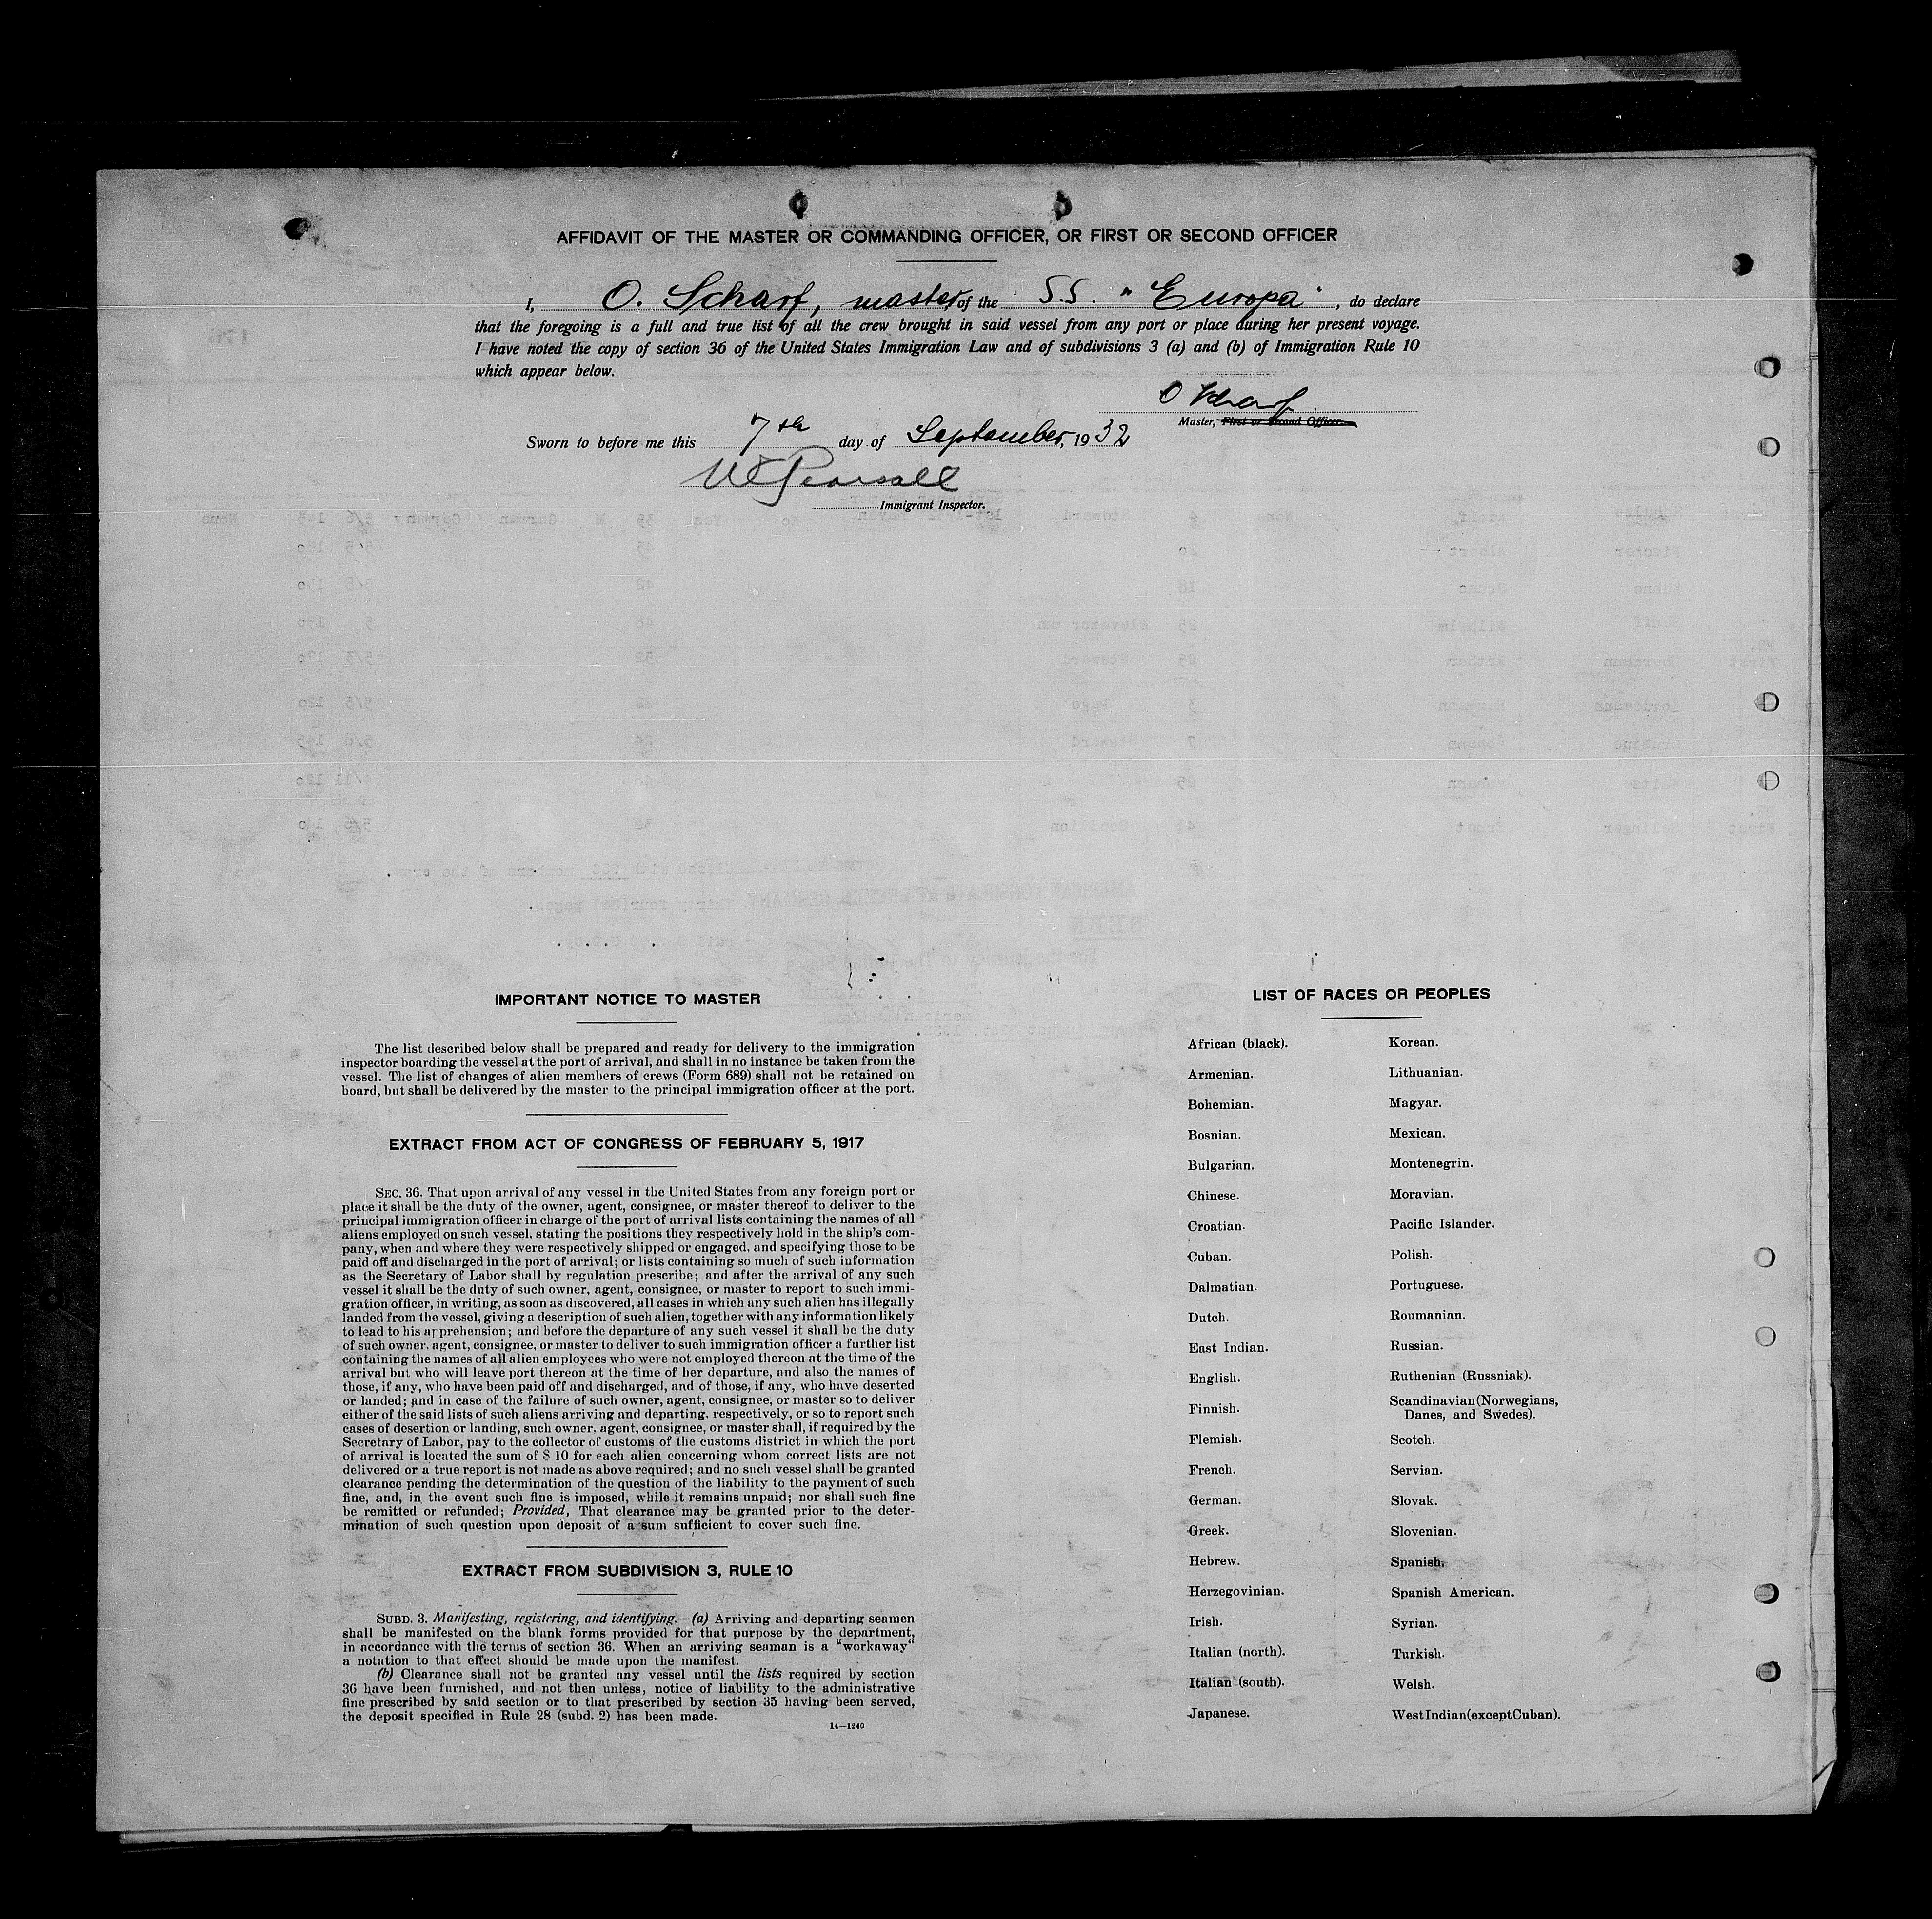 AFFIDAVIT OF THE MASTER OR COMMANDING OFFICER, OR FIRST OR SECOND OFFICER
I, O. Scharf, master, of the S.S. "Europa", do declare
that the foregoing is a full and true list of all the crew brought in said vessel from any port or place during her present voyage.
I have noted the copy of section 36 of the United States Immigration Law and of subdivisions 3 (a) and (b) of Immigration Rule 10
which appear below.
O Scharf
Master, First or Second Officer.
Sworn to before me this 7th day of September, 1932
Pearsall
Immigrant Inspector.
IMPORTANT NOTICE TO MASTER
The list described below shall be prepared and ready for delivery to the immigration
inspector boarding the vessel at the port of arrival, and shall in no instance be taken from the
vessel. The list of changes of alien members of crews (Form 689) shall not be retained on
board, but shall be delivered by the master to the principal immigration officer at the port.
EXTRACT FROM ACT OF CONGRESS OF FEBRUARY 5, 1917
SEC. 36. That upon arrival of any vessel in the United States from any foreign port or
place it shall be the duty of the owner, agent, consignee, or master thereof to deliver to the
principal immigration officer in charge of the port of arrival lists containing the names of all
aliens employed on such vessel, stating the positions they respectively hold in the ship's com-
pany, when and where they were respectively shipped or engaged, and specifying those to be
paid off and discharged in the port of arrival; or lists containing so much of such information
as the Secretary of Labor shall by regulation prescribe; and after the arrival of any such
vessel it shall be the duty of such owner, agent, consignee, or master to report to such immi-
gration officer, in writing, as soon as discovered, all cases in which any such alien has illegally
landed from the vessel, giving a description of such alien, together with any information likely
to lead to his apprehension; and before the departure of any such vessel it shall be the duty
of such owner, agent, consignee, or master to deliver to such immigration officer a further list
containing the names of all alien employees who were not employed thereon at the time of the
arrival but who will leave port thereon at the time of her departure, and also the names of
those, if any, who have been paid off and discharged, and of those, if any, who have deserted
or landed; and in case of the failure of such owner, agent, consignee, or master so to deliver
either of the said lists of such aliens arriving and departing, respectively, or so to report such
cases of desertion or landing, such owner, agent, consignee, or master shall, if required by the
Secretary of Labor, pay to the collector of customs of the customs district in which the port
of arrival is located the sum of $ 10 for each alien concerning whom correct lists are not
delivered or a true report is not made as above required; and no such vessel shall be granted
clearance pending the determination of the question of the liability to the payment of such
fine, and, in the event such fine is imposed, while it remains unpaid; nor shall such fine
be remitted or refunded; Provided, That clearance may be granted prior to the deter-
mination of such question upon deposit of a sum sufficient to cover such fine.
EXTRACT FROM SUBDIVISION 3, RULE 10
SUBD. 3. Manifesting, registering, and identifying.—(a) Arriving and departing seamen
shall be manifested on the blank forms provided for that purpose by the department,
in accordance with the terms of section 36. When an arriving seaman is a "workaway"
a notation to that effect should be made upon the manifest.
(b) Clearance shall not be granted any vessel until the lists required by section
36 have been furnished, and not then unless, notice of liability to the administrative
fine prescribed by said section or to that prescribed by section 35 having been served,
the deposit specified in Rule 28 (subd. 2) has been made.
14—1240
LIST OF RACES OR PEOPLES
African (black).
Armenian.
Bohemian.
Bosnian.
Bulgarian.
Chinese.
Croatian.
Cuban.
Dalmatian.
Dutch.
East Indian.
English.
Finnish.
Flemish.
French.
German.
Greek.
Hebrew.
Herzegovinian.
Irish.
Italian (north).
Italian (south).
Japanese.
Korean.
Lithuanian.
Magyar.
Mexican.
Montenegrin.
Moravian.
Pacific Islander.
Polish.
Portuguese.
Roumanian.
Russian.
Ruthenian (Russniak).
Scandinavian (Norwegians,
Danes, and Swedes).
Scotch.
Servian.
Slovak.
Slovenian.
Spanish.
Spanish American.
Syrian.
Turkish.
Welsh.
West Indian (except Cuban).